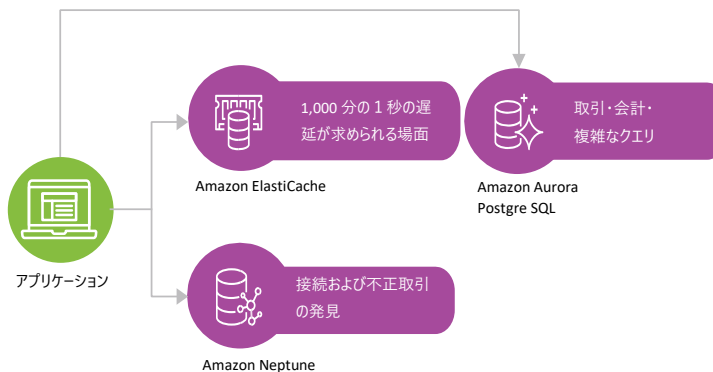 1,000 分の 1 秒の遅
延が求められる場面
Amazon ElastiCache
取引・会計・
複雑なクエリ
Amazon Aurora
Postgre SQL
アプリケーション
接続および不正取引
の発見
Amazon Neptune